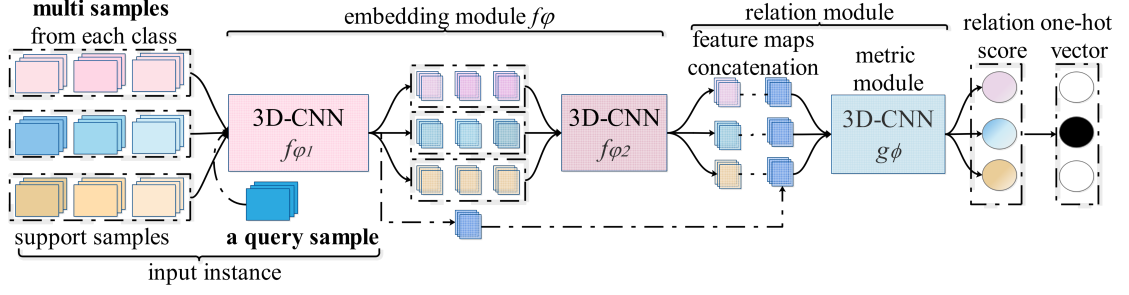 multi samples
from each class
embedding module fφ
relation module
feature maps
concatenation
metric
module
relation one-hot
score vector
3D-CNN
fφ1
3D-CNN
fφ2
3D-CNN
gϕ
support samples
a query sample
input instance